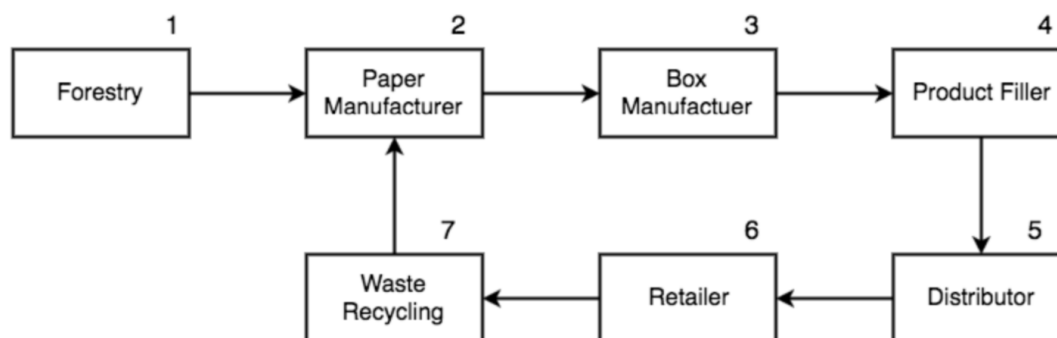 1
Forestry
2
Paper
Manufacturer
3
Box
Manufactuer
4
Product Filler
5
Distributor
6
Retailer
7
Waste
Recycling